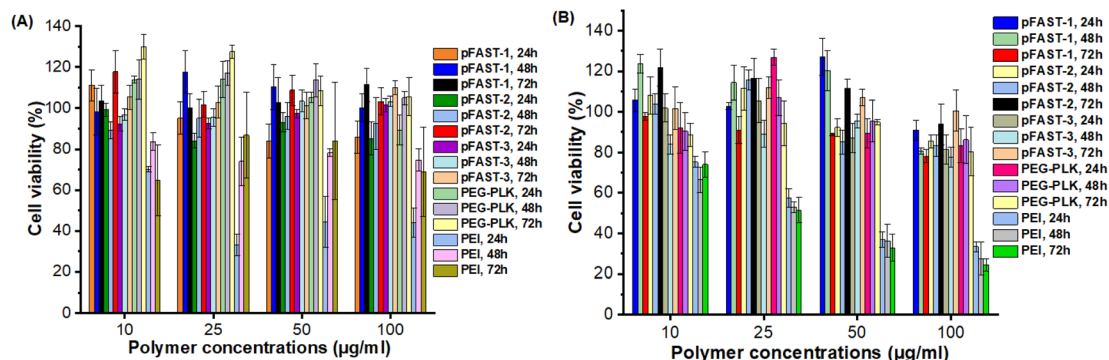 (A)
Cell viability (%)
140
120
100
80
60
40
20
0
10
25
50
100
Polymer concentrations (µg/ml)
pFAST-1, 24h
pFAST-1, 48h
pFAST-1, 72h
pFAST-2, 24h
pFAST-2, 48h
pFAST-2, 72h
pFAST-3, 24h
pFAST-3, 48h
pFAST-3, 72h
PEG-PLK, 24h
PEG-PLK, 48h
PEG-PLK, 72h
PEI, 24h
PEI, 48h
PEI, 72h
(B)
Cell viability (%)
140
120
100
80
60
40
20
0
10
25
50
100
Polymer concentrations (µg/ml)
pFAST-1, 24h
pFAST-1, 48h
pFAST-1, 72h
pFAST-2, 24h
pFAST-2, 48h
pFAST-2, 72h
pFAST-3, 24h
pFAST-3, 48h
pFAST-3, 72h
PEG-PLK, 24h
PEG-PLK, 48h
PEG-PLK, 72h
PEI, 24h
PEI, 48h
PEI, 72h